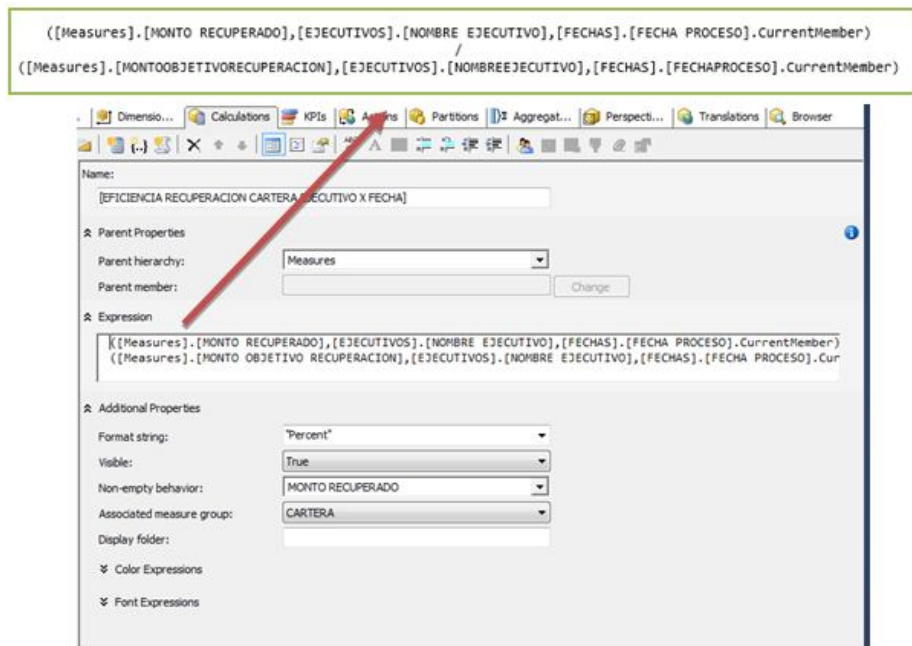 ([Measures].[MONTO RECUPERADO],[EJECUTIVOS].[NOMBRE EJECUTIVO],[FECHAS].[FECHA PROCESO].CurrentMember)
/
([Measures].[MONTOOBJETIVORECUPERACION],[EJECUTIVOS].[NOMBREEJECUTIVO],[FECHAS].[FECHAPROCESO].CurrentMember)
Dimensio... Calculations KPIs Partitions Aggregat... Perspecti... Translations Browser
Name:
[EFICIENCIA RECUPERACION CARTERA EJECUTIVO X FECHA]
Parent Properties
Parent hierarchy: Measures
Parent member: Change
Expression
([Measures].[MONTO RECUPERADO],[EJECUTIVOS].[NOMBRE EJECUTIVO],[FECHAS].[FECHA PROCESO].CurrentMember)
([Measures].[MONTO OBJETIVO RECUPERACION],[EJECUTIVOS].[NOMBRE EJECUTIVO],[FECHAS].[FECHA PROCESO].Cur
Additional Properties
Format string: "Percent"
Visible: True
Non-empty behavior: MONTO RECUPERADO
Associated measure group: CARTERA
Display folder:
Color Expressions
Font Expressions